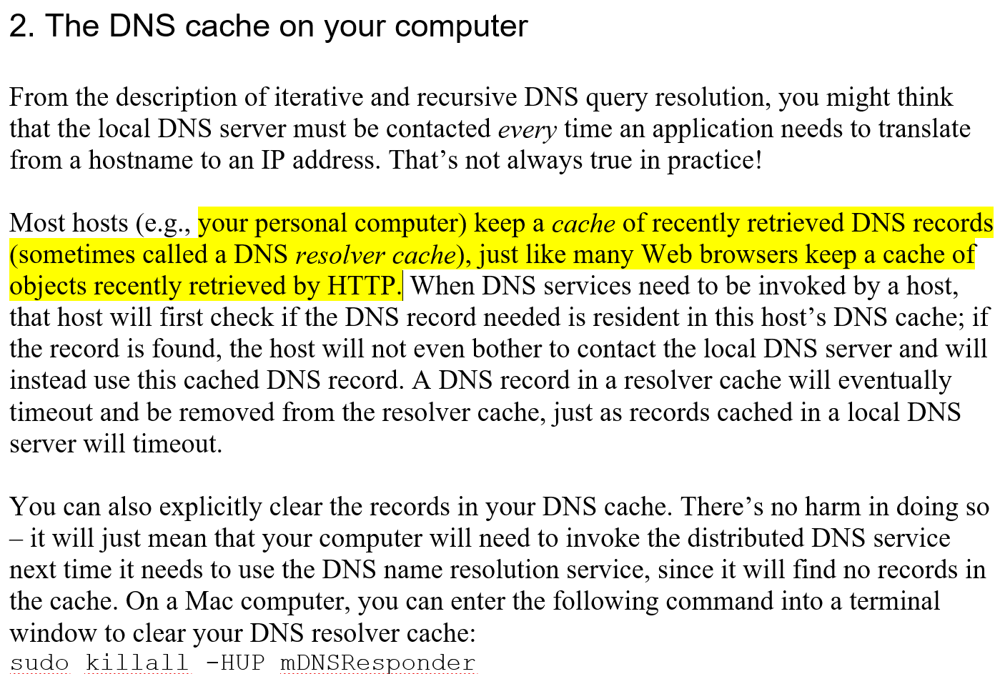 2. The DNS cache on your computer
From the description of iterative and recursive DNS query resolution, you might think
that the local DNS server must be contacted every time an application needs to translate
from a hostname to an IP address. That’s not always true in practice!
Most hosts (e.g., your personal computer) keep a cache of recently retrieved DNS records
(sometimes called a DNS resolver cache), just like many Web browsers keep a cache of
objects recently retrieved by HTTP. When DNS services need to be invoked by a host,
that host will first check if the DNS record needed is resident in this host’s DNS cache; if
the record is found, the host will not even bother to contact the local DNS server and will
instead use this cached DNS record. A DNS record in a resolver cache will eventually
timeout and be removed from the resolver cache, just as records cached in a local DNS
server will timeout.
You can also explicitly clear the records in your DNS cache. There’s no harm in doing so
– it will just mean that your computer will need to invoke the distributed DNS service
next time it needs to use the DNS name resolution service, since it will find no records in
the cache. On a Mac computer, you can enter the following command into a terminal
window to clear your DNS resolver cache:
sudo killall -HUP mDNSResponder